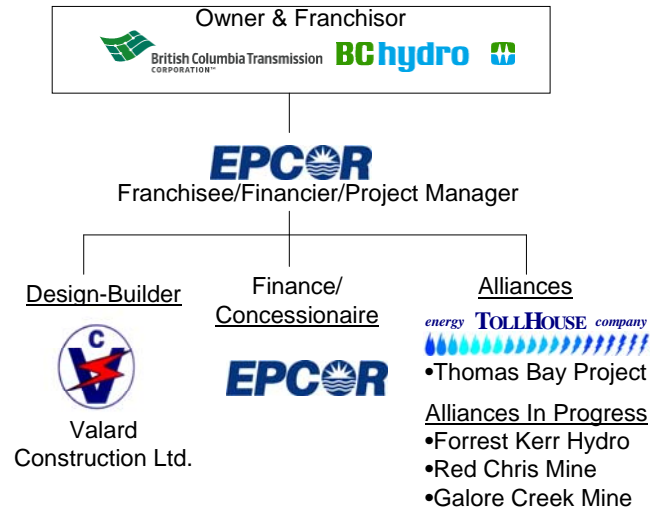 Owner & Franchisor
British Columbia Transmission
CORPORATION™
BC hydro
EPCOR
Franchisee/Financier/Project Manager
Design-Builder
C
V
Valard
Construction Ltd.
Finance/
Concessionaire
EPCOR
Alliances
energy TOLLHOUSE company
•Thomas Bay Project
Alliances In Progress
•Forrest Kerr Hydro
•Red Chris Mine
•Galore Creek Mine